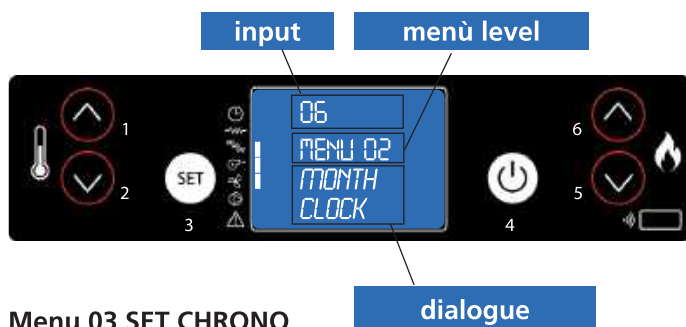 input
menù level
06
MENU 02
MONTH
CLOCK
1
2
SET
3
4
6
5
dialogue
Menu 03 SET CHRONO